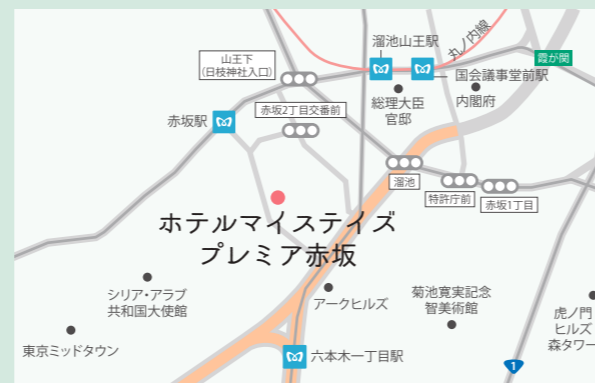 溜池山王駅
丸ノ内線
霞が関
山王下
(日枝神社入口)
国会議事堂前駅
総理大臣
官邸
内閣府
赤坂駅
赤坂2丁目交番前
溜池
特許庁前
赤坂1丁目
ホテルマイステイズ
プレミア赤坂
シリア・アラブ
共和国大使館
アークヒルズ
菊池寛実記念
智美術館
虎ノ門
ヒルズ
森タワー
東京ミッドタウン
六本木一丁目駅
1